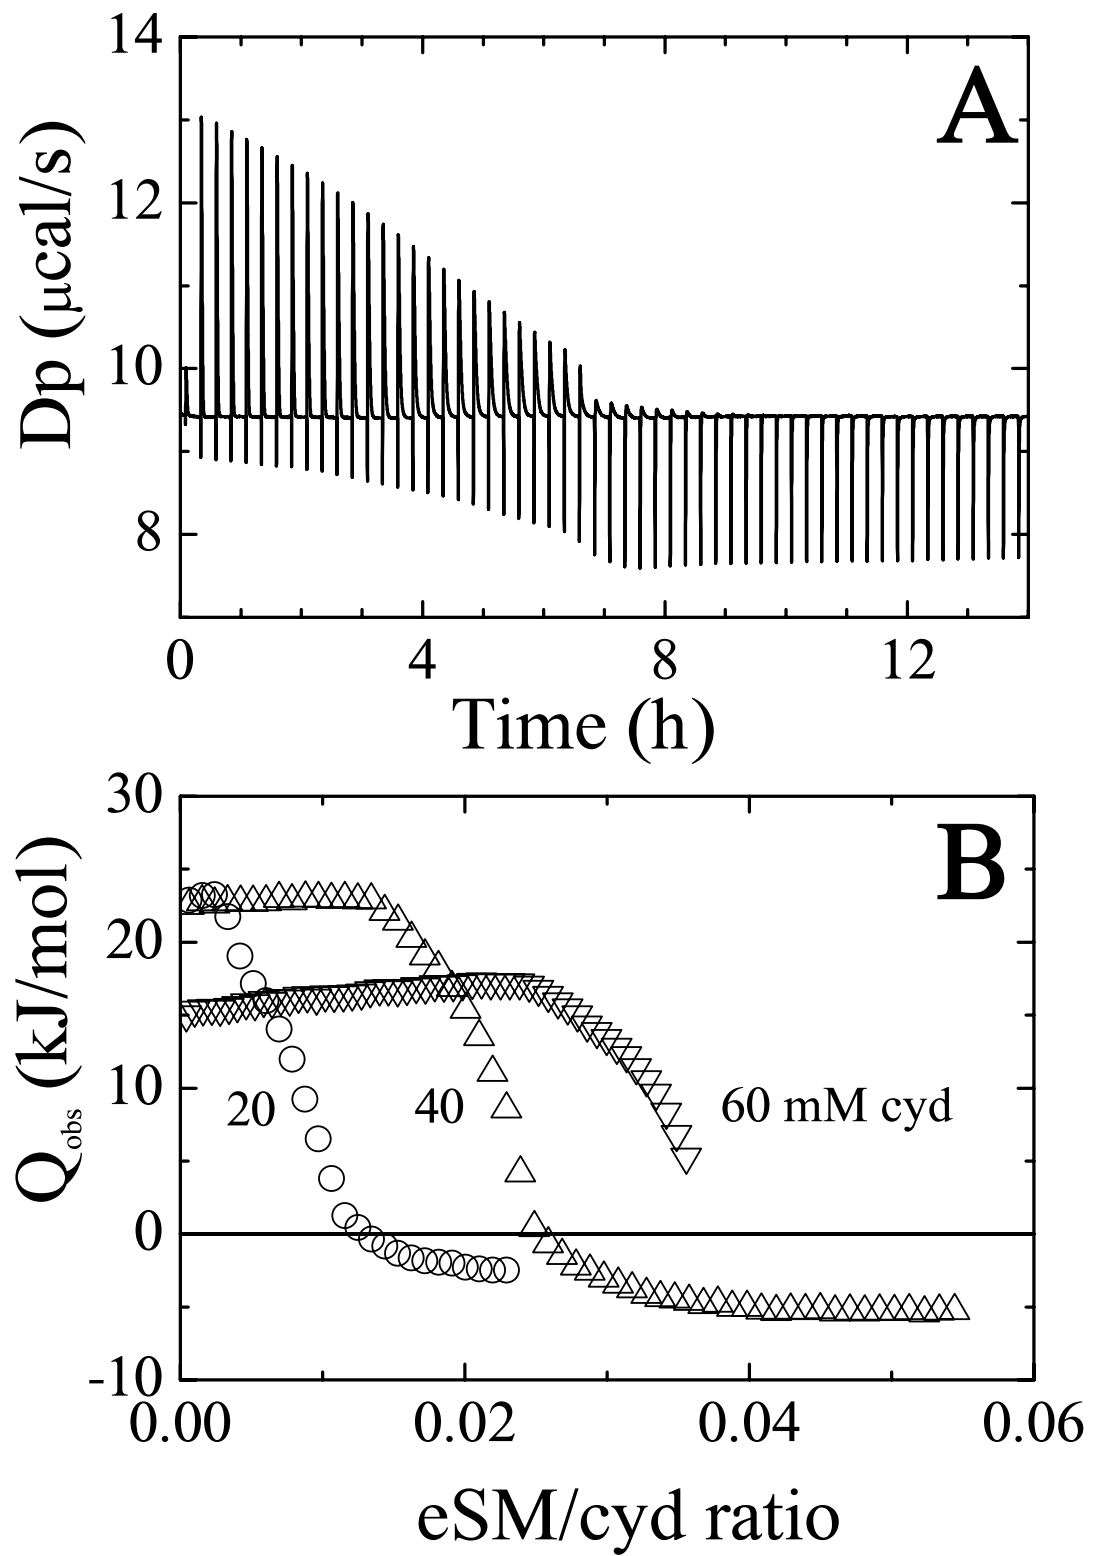 14
A
12
Dp (μcal/s)
10
8
0 4 8 12
Time (h)
30
B
20
Qobs (kJ/mol)
10
20 40 60 mM cyd
0
-10
0.00 0.02 0.04 0.06
eSM/cyd ratio